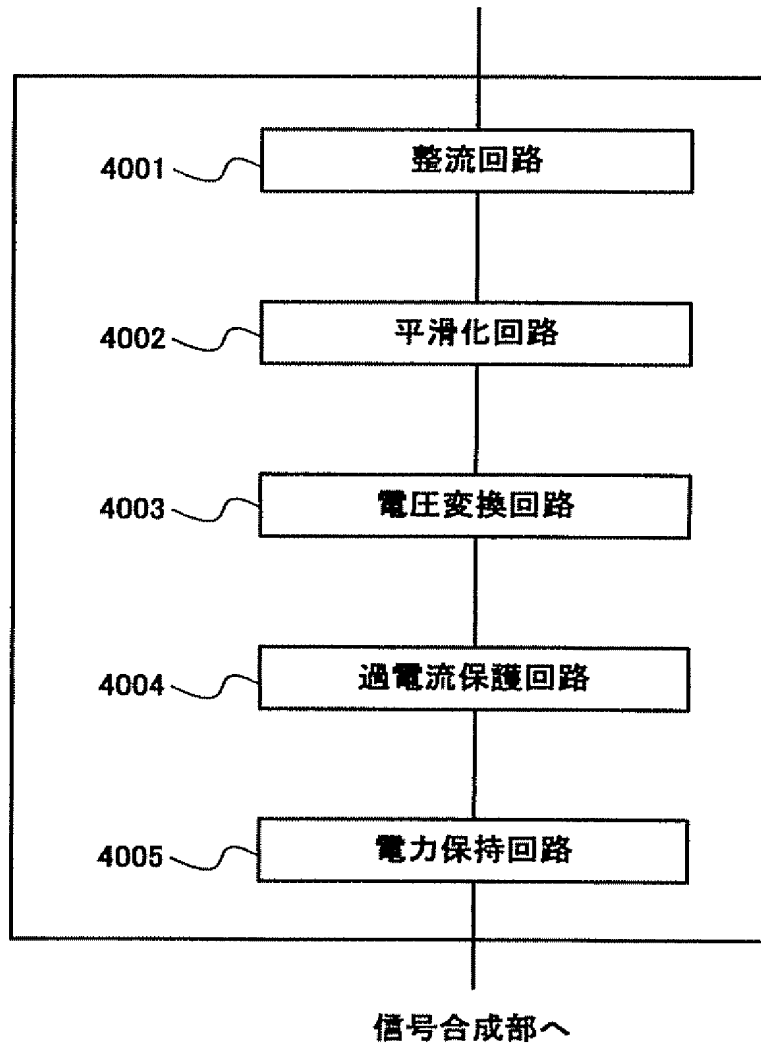 4001 整流回路
4002 平滑化回路
4003 電圧変換回路
4004 過電流保護回路
4005 電力保持回路
信号合成部へ